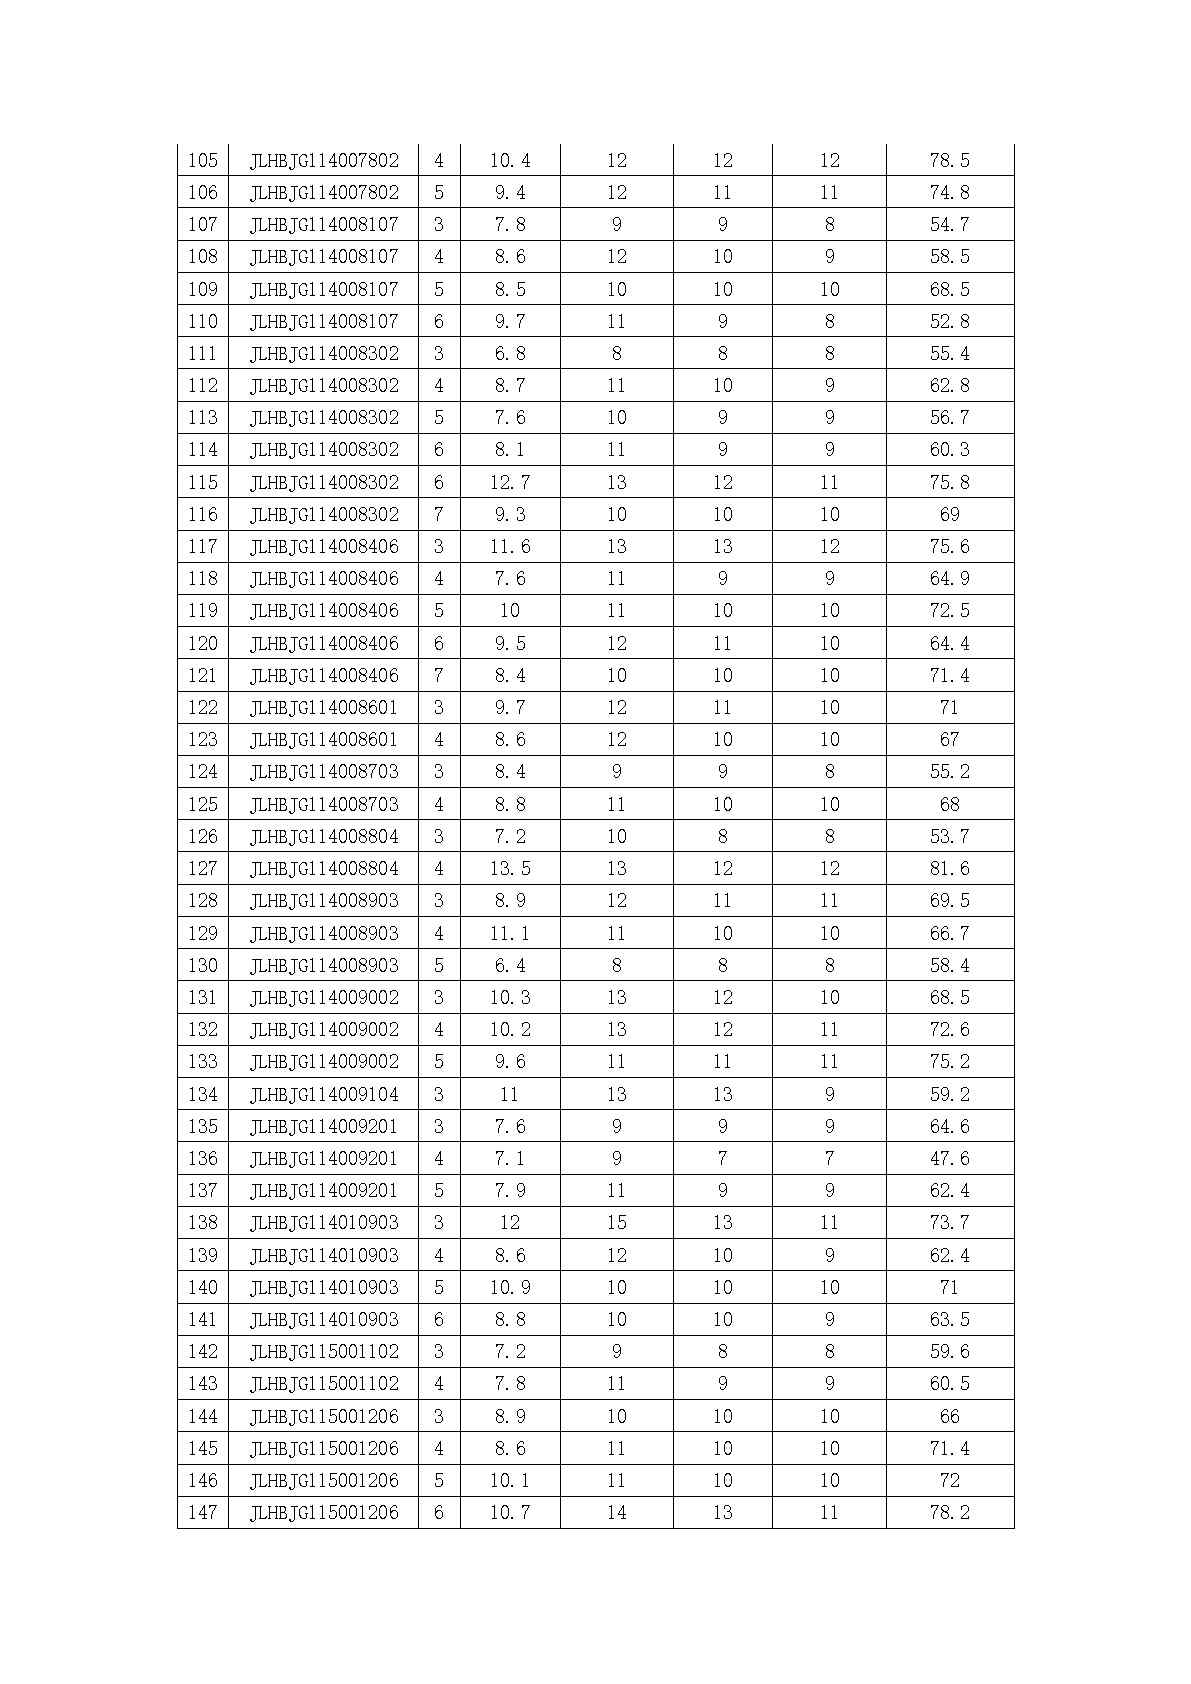 105 JLHBJG114007802 4 10.4 12 12 12 78.5
106 JLHBJG114007802 5 9.4 12 11 11 74.8
107 JLHBJG114008107 3 7.8 9 9 8 54.7
108 JLHBJG114008107 4 8.6 12 10 9 58.5
109 JLHBJG114008107 5 8.5 10 10 10 68.5
110 JLHBJG114008107 6 9.7 11 9 8 52.8
111 JLHBJG114008302 3 6.8 8 8 8 55.4
112 JLHBJG114008302 4 8.7 11 10 9 62.8
113 JLHBJG114008302 5 7.6 10 9 9 56.7
114 JLHBJG114008302 6 8.1 11 9 9 60.3
115 JLHBJG114008302 6 12.7 13 12 11 75.8
116 JLHBJG114008302 7 9.3 10 10 10 69
117 JLHBJG114008406 3 11.6 13 13 12 75.6
118 JLHBJG114008406 4 7.6 11 9 9 64.9
119 JLHBJG114008406 5 10 11 10 10 72.5
120 JLHBJG114008406 6 9.5 12 11 10 64.4
121 JLHBJG114008406 7 8.4 10 10 10 71.4
122 JLHBJG114008601 3 9.7 12 11 10 71
123 JLHBJG114008601 4 8.6 12 10 10 67
124 JLHBJG114008703 3 8.4 9 9 8 55.2
125 JLHBJG114008703 4 8.8 11 10 10 68
126 JLHBJG114008804 3 7.2 10 8 8 53.7
127 JLHBJG114008804 4 13.5 13 12 12 81.6
128 JLHBJG114008903 3 8.9 12 11 11 69.5
129 JLHBJG114008903 4 11.1 11 10 10 66.7
130 JLHBJG114008903 5 6.4 8 8 8 58.4
131 JLHBJG114009002 3 10.3 13 12 10 68.5
132 JLHBJG114009002 4 10.2 13 12 11 72.6
133 JLHBJG114009002 5 9.6 11 11 11 75.2
134 JLHBJG114009104 3 11 13 13 9 59.2
135 JLHBJG114009201 3 7.6 9 9 9 64.6
136 JLHBJG114009201 4 7.1 9 7 7 47.6
137 JLHBJG114009201 5 7.9 11 9 9 62.4
138 JLHBJG114010903 3 12 15 13 11 73.7
139 JLHBJG114010903 4 8.6 12 10 9 62.4
140 JLHBJG114010903 5 10.9 10 10 10 71
141 JLHBJG114010903 6 8.8 10 10 9 63.5
142 JLHBJG115001102 3 7.2 9 8 8 59.6
143 JLHBJG115001102 4 7.8 11 9 9 60.5
144 JLHBJG115001206 3 8.9 10 10 10 66
145 JLHBJG115001206 4 8.6 11 10 10 71.4
146 JLHBJG115001206 5 10.1 11 10 10 72
147 JLHBJG115001206 6 10.7 14 13 11 78.2